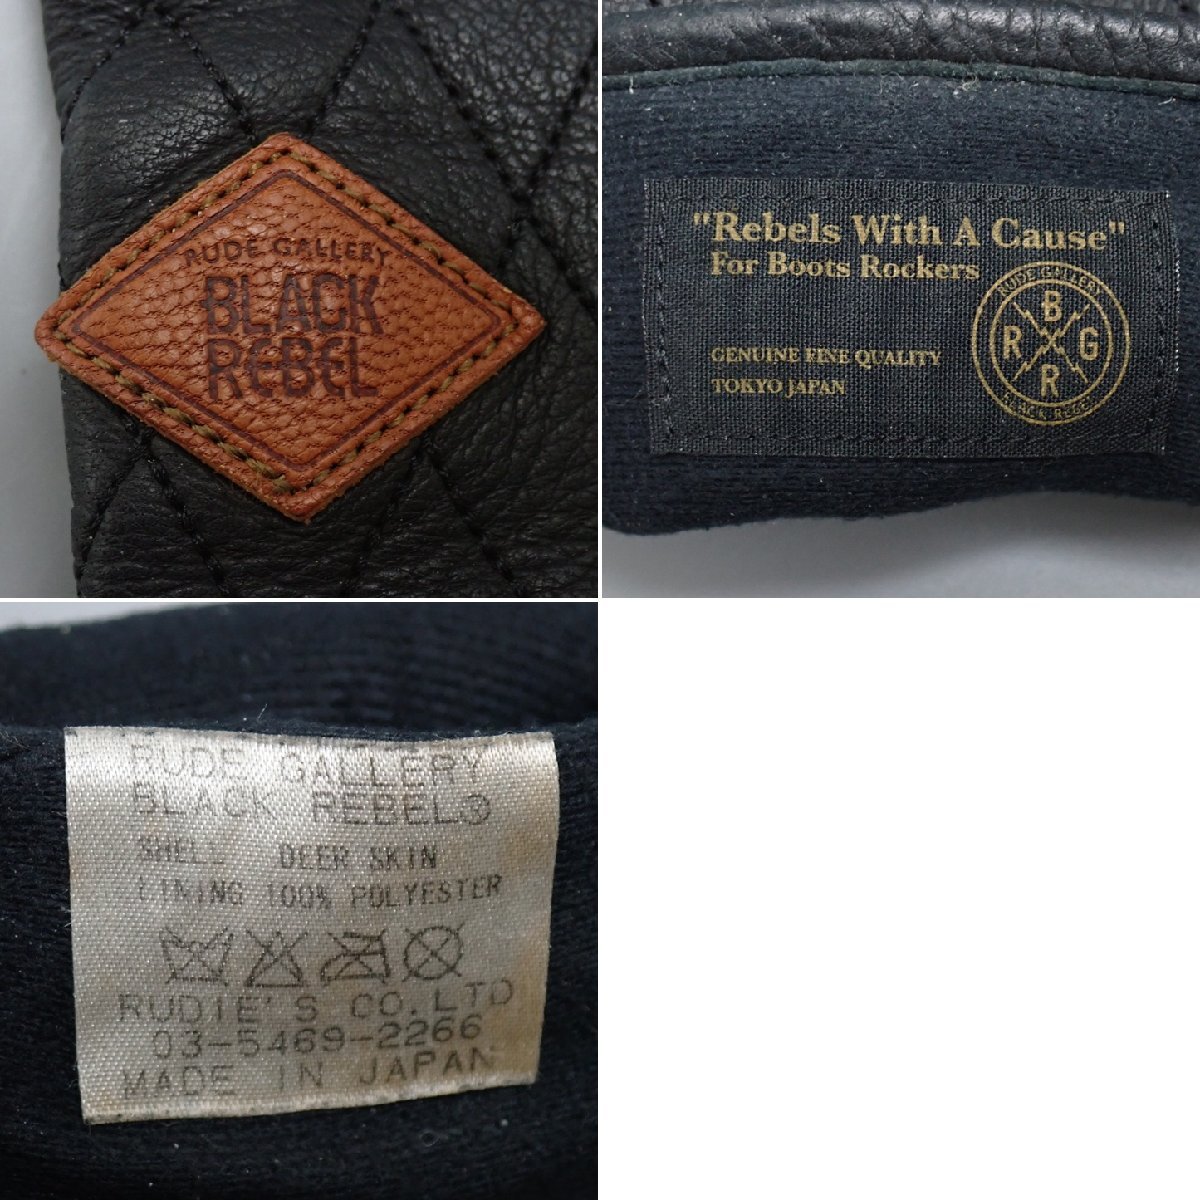 RUDE GALLERY
BLACK
REBEL
"Rebels With A Cause"
For Boots Rockers
GENUINE FINE QUALITY
TOKYO JAPAN
RUDE GALLERY
B
R G
R
BLACK REBEL
RUDE GALLERY
BLACK REBEL®
SHELL DEER SKIN
LINING 100% POLYESTER
RUDIE'S CO.LTD
03-5469-2266
MADE IN JAPAN